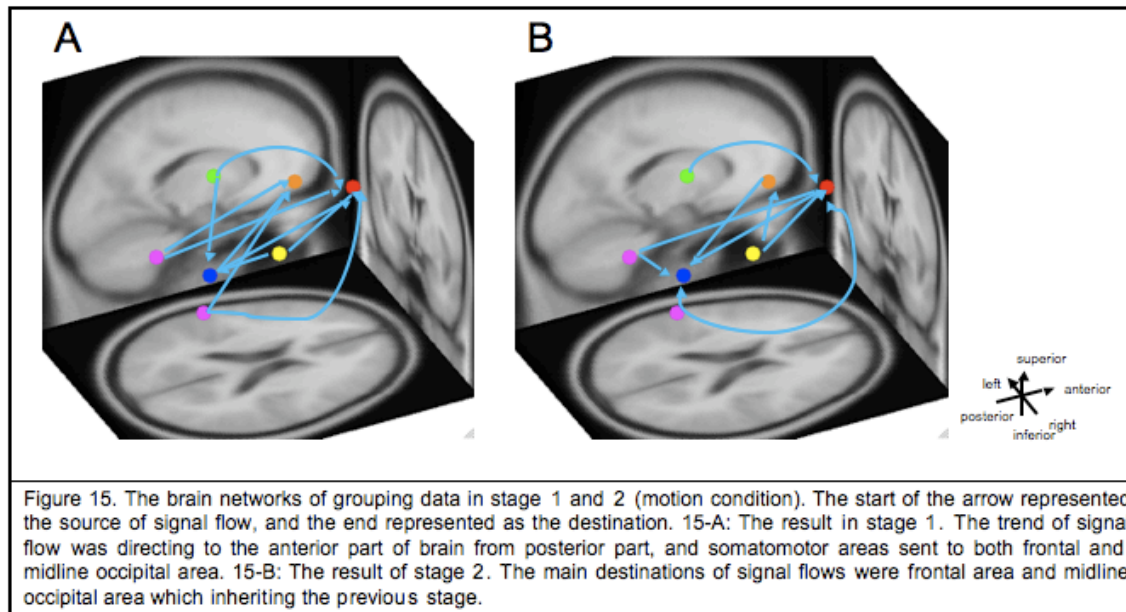 A
B
superior
left
anterior
posterior
right
inferior
Figure 15. The brain networks of grouping data in stage 1 and 2 (motion condition). The start of the arrow represented
the source of signal flow, and the end represented as the destination. 15-A: The result in stage 1. The trend of signal
flow was directing to the anterior part of brain from posterior part, and somatomotor areas sent to both frontal and
midline occipital area. 15-B: The result of stage 2. The main destinations of signal flows were frontal area and midline
occipital area which inheriting the previous stage.